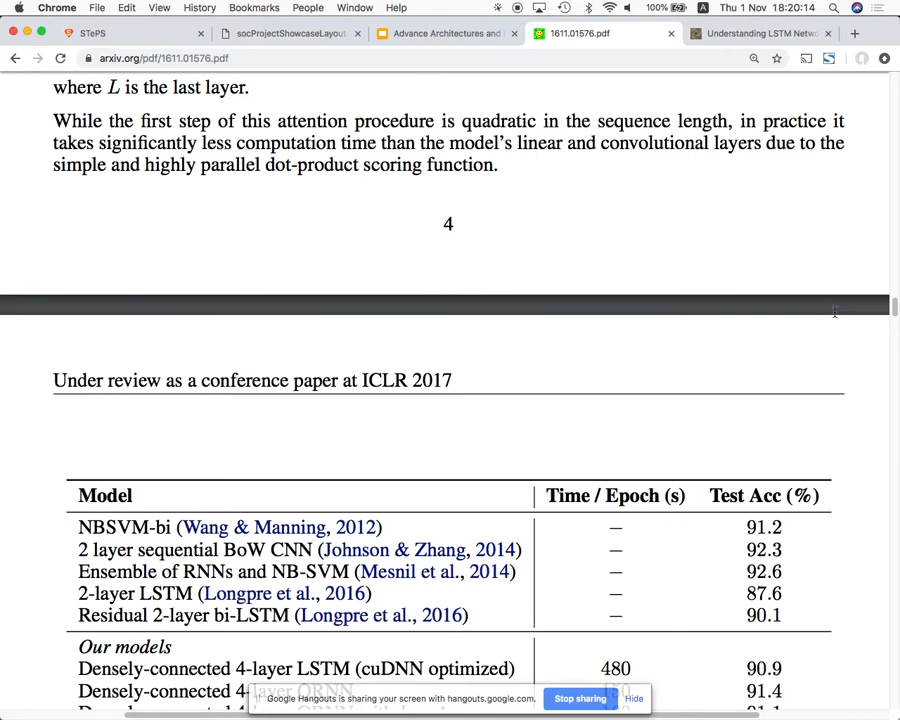 Chrome File Edit View History Bookmarks People Window Help 100% Thu 1 Nov 18:20:14
STePS socProjectShowcaseLayou Advance Architectures and 1611.01576.pdf Understanding LSTM Netwo
arxiv.org/pdf/1611.01576.pdf
where L is the last layer.
While the first step of this attention procedure is quadratic in the sequence length, in practice it
takes significantly less computation time than the model's linear and convolutional layers due to the
simple and highly parallel dot-product scoring function.
4
Under review as a conference paper at ICLR 2017
Model Time / Epoch (s) Test Acc (%)
NBSVM-bi (Wang & Manning, 2012) — 91.2
2 layer sequential BoW CNN (Johnson & Zhang, 2014) — 92.3
Ensemble of RNNs and NB-SVM (Mesnil et al., 2014) — 92.6
2-layer LSTM (Longpre et al., 2016) — 87.6
Residual 2-layer bi-LSTM (Longpre et al., 2016) — 90.1
Our models
Densely-connected 4-layer LSTM (cuDNN optimized) 480 90.9
Densely-connected 4-layer QRNN 150 91.4
Google Hangouts is sharing your screen with hangouts.google.com. Stop sharing Hide